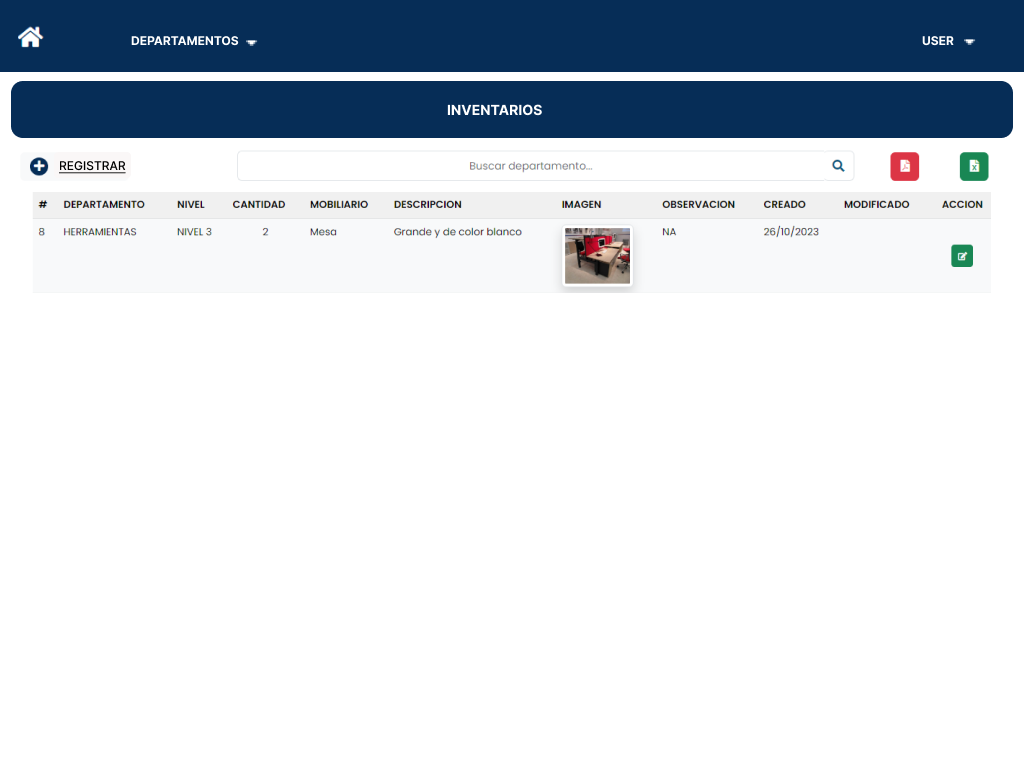 DEPARTAMENTOS USER
INVENTARIOS
REGISTRAR Buscar departamento...
# DEPARTAMENTO NIVEL CANTIDAD MOBILIARIO DESCRIPCION IMAGEN OBSERVACION CREADO MODIFICADO ACCION
8 HERRAMIENTAS NIVEL 3 2 Mesa Grande y de color blanco NA 26/10/2023